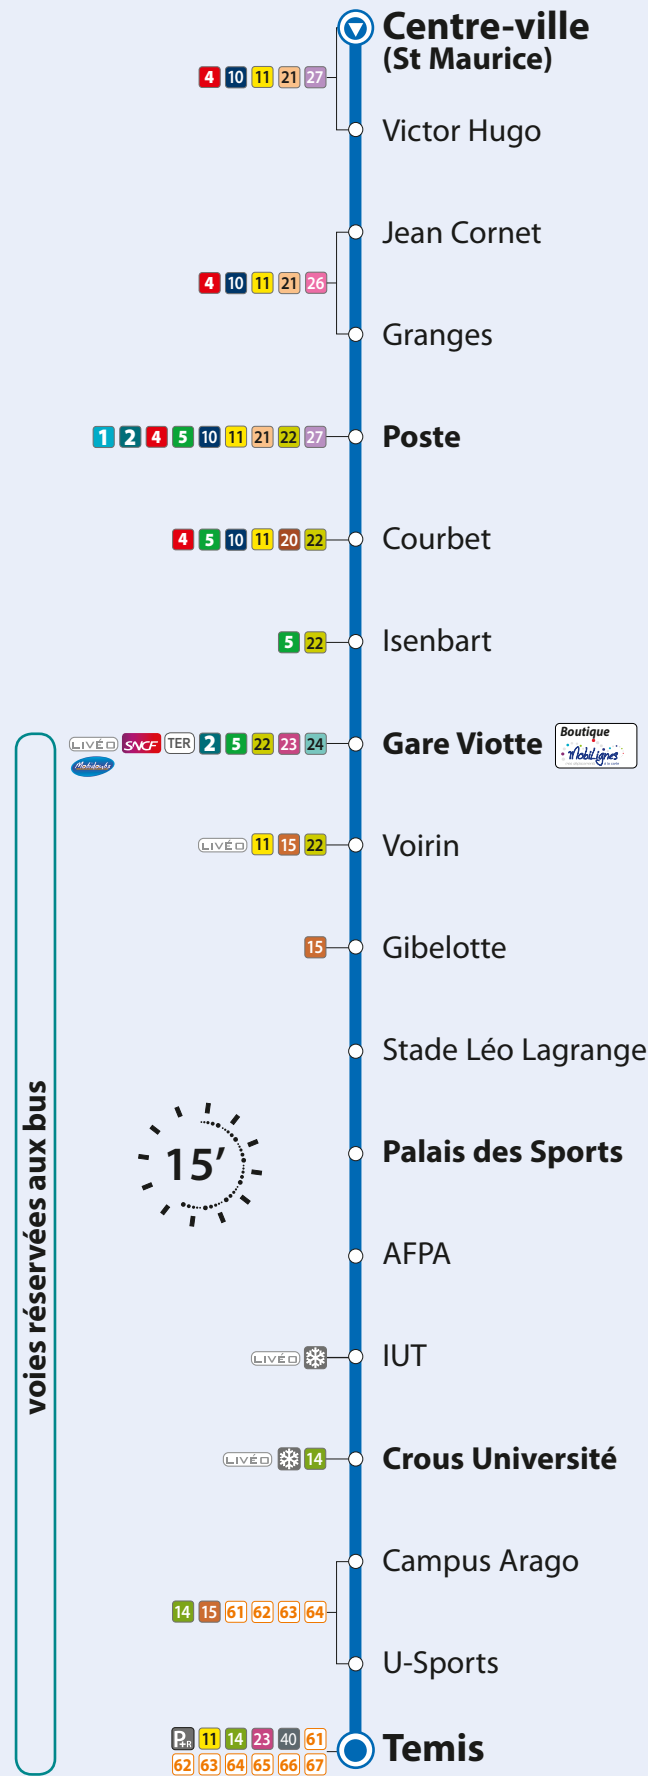 Centre-ville
(St Maurice)
4 10 11 21 27
Victor Hugo
Jean Cornet
4 10 11 21 26
Granges
1 2 4 5 10 11 21 22 27 Poste
4 5 10 11 20 22 Courbet
5 22 Isenbart
LIVÉO SNCF TER 2 5 22 23 24 Gare Viotte Boutique
MobiLignes
LIVÉO 11 15 22 Voirin
15 Gibelotte
Stade Léo Lagrange
voies réservées aux bus
15’
Palais des Sports
AFPA
LIVÉO IUT
LIVÉO 14 Crous Université
Campus Arago
14 15 61 62 63 64
U-Sports
P+R 11 14 23 40 61
62 63 64 65 66 67
Temis